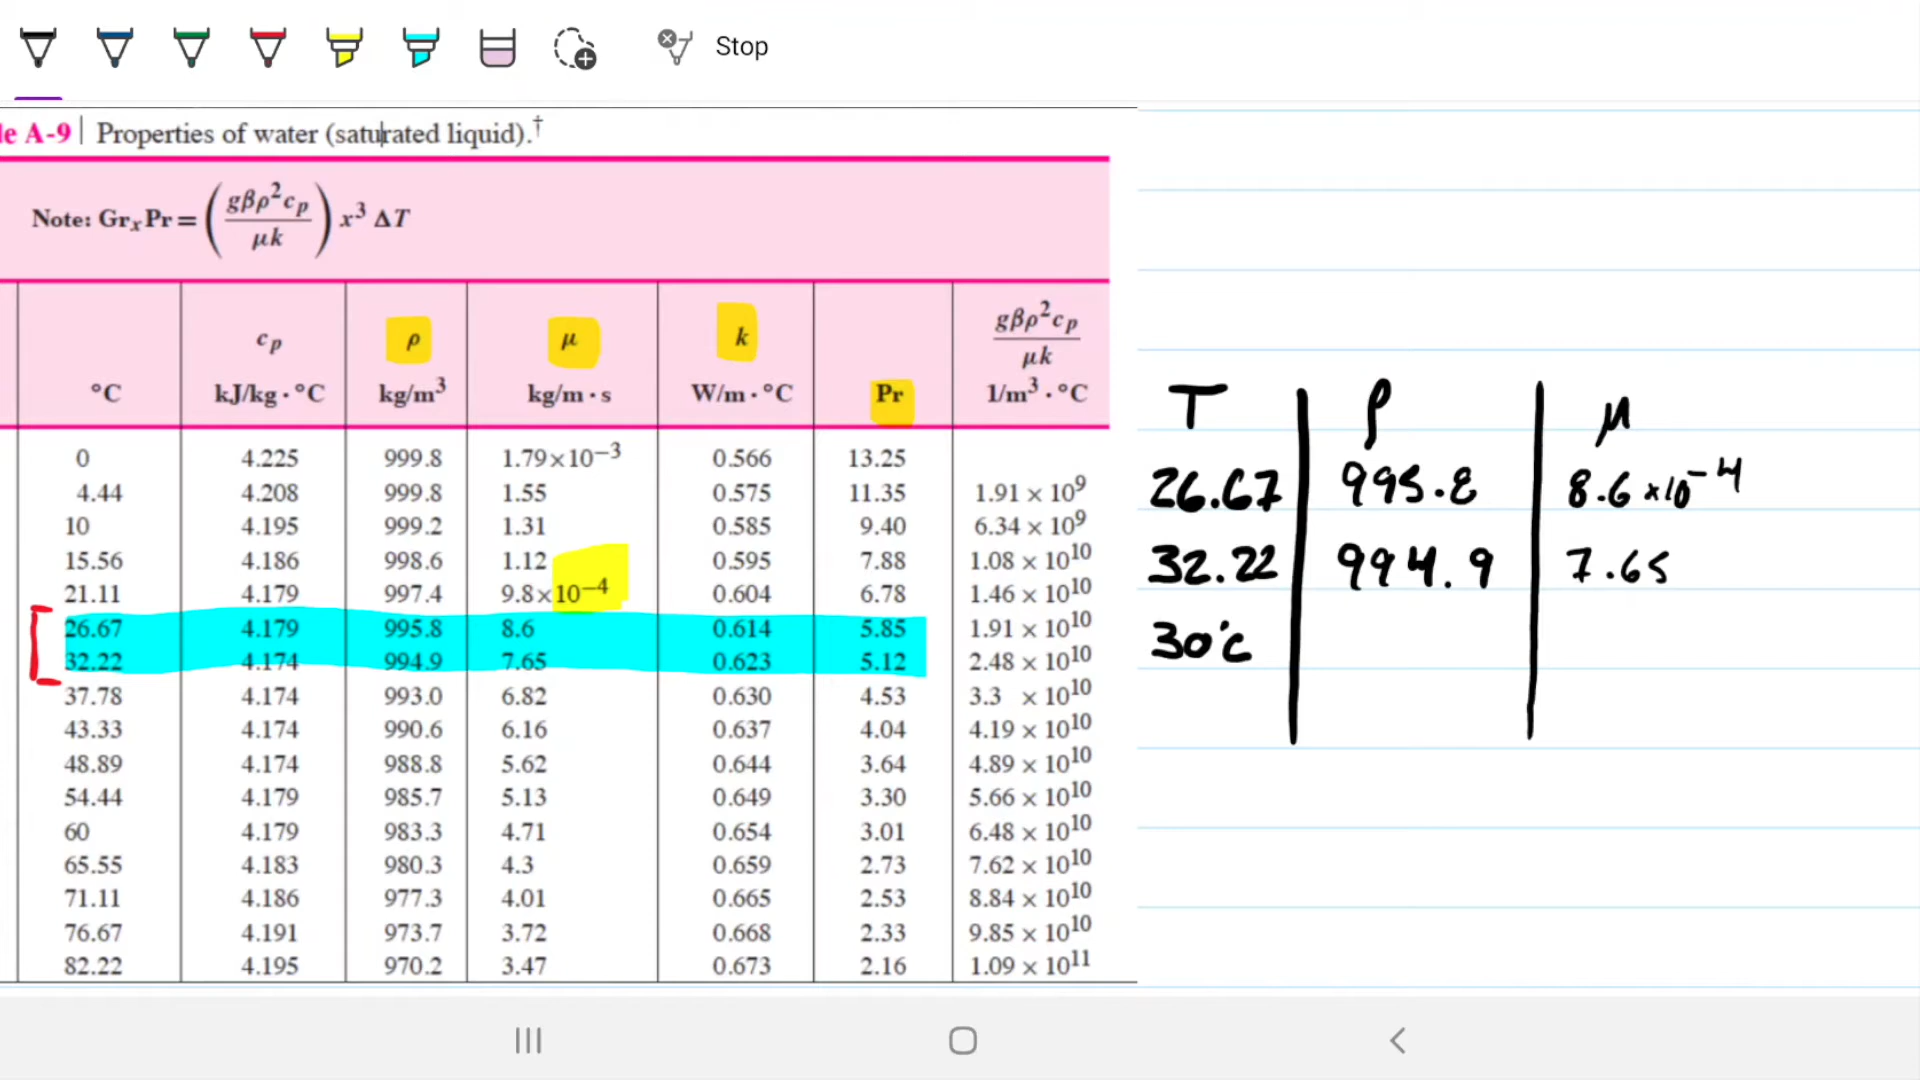 Stop
le A-9 | Properties of water (saturated liquid).†
Note: GrₓPr = (gβρ²cₚ / μk) x³ ΔT
cₚ ρ μ k gβρ²cₚ / μk
°C kJ/kg · °C kg/m³ kg/m · s W/m · °C Pr 1/m³ · °C
0 4.225 999.8 1.79×10⁻³ 0.566 13.25
4.44 4.208 999.8 1.55 0.575 11.35 1.91 × 10⁹
10 4.195 999.2 1.31 0.585 9.40 6.34 × 10⁹
15.56 4.186 998.6 1.12 0.595 7.88 1.08 × 10¹⁰
21.11 4.179 997.4 9.8×10⁻⁴ 0.604 6.78 1.46 × 10¹⁰
26.67 4.179 995.8 8.6 0.614 5.85 1.91 × 10¹⁰
32.22 4.174 994.9 7.65 0.623 5.12 2.48 × 10¹⁰
37.78 4.174 993.0 6.82 0.630 4.53 3.3 × 10¹⁰
43.33 4.174 990.6 6.16 0.637 4.04 4.19 × 10¹⁰
48.89 4.174 988.8 5.62 0.644 3.64 4.89 × 10¹⁰
54.44 4.179 985.7 5.13 0.649 3.30 5.66 × 10¹⁰
60 4.179 983.3 4.71 0.654 3.01 6.48 × 10¹⁰
65.55 4.183 980.3 4.3 0.659 2.73 7.62 × 10¹⁰
71.11 4.186 977.3 4.01 0.665 2.53 8.84 × 10¹⁰
76.67 4.191 973.7 3.72 0.668 2.33 9.85 × 10¹⁰
82.22 4.195 970.2 3.47 0.673 2.16 1.09 × 10¹¹
T ρ μ
26.67 995.8 8.6 ×10⁻⁴
32.22 994.9 7.65
30°C